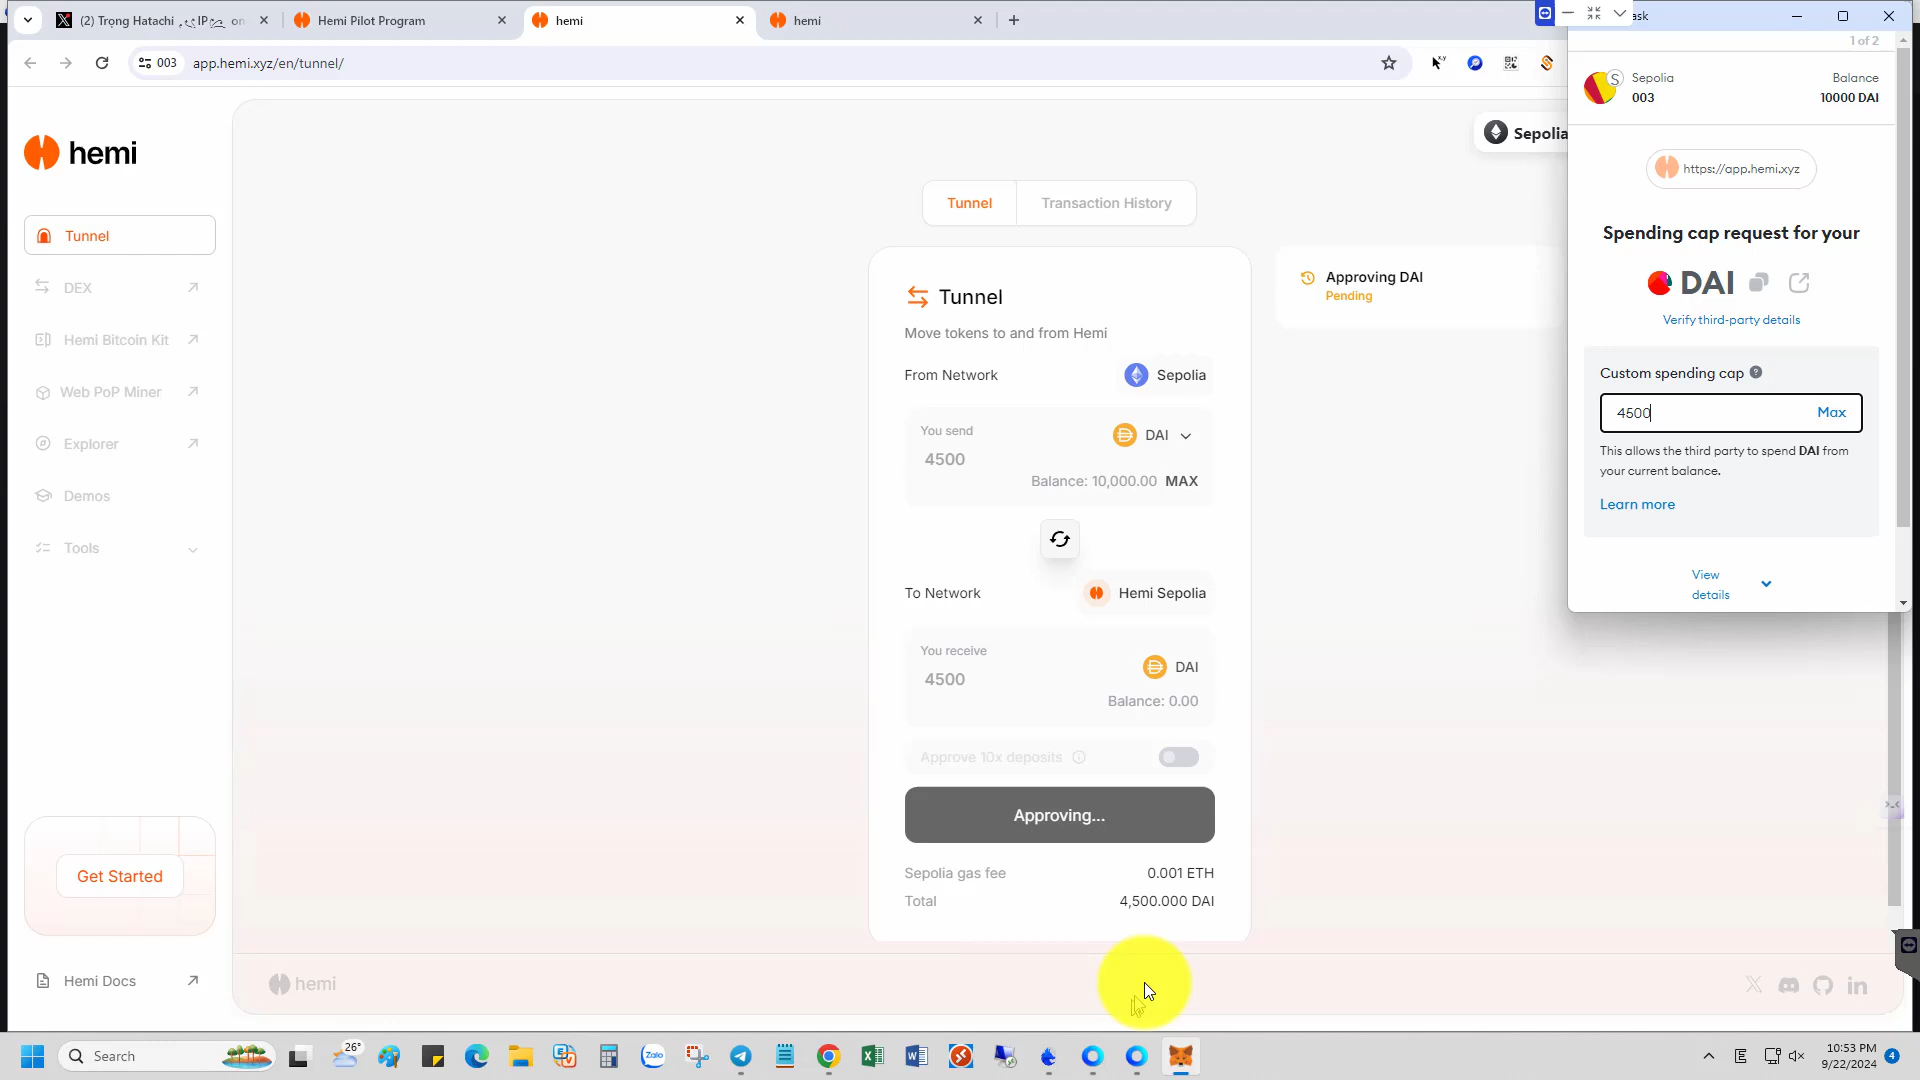 (2) Trọng Hatachi
on
Hemi Pilot Program
hemi
hemi
ask
003
app.hemi.xyz/en/tunnel/
hemi
Tunnel
DEX
Hemi Bitcoin Kit
Web PoP Miner
Explorer
Demos
Tools
Get Started
Hemi Docs
Sepolia
Tunnel
Transaction History
Tunnel
Move tokens to and from Hemi
From Network
Sepolia
You send
DAI
4500
Balance: 10,000.00 MAX
To Network
Hemi Sepolia
You receive
4500
DAI
Balance: 0.00
Approve 10x deposits
Approving...
Sepolia gas fee
0.001 ETH
Total
4,500.000 DAI
Approving DAI
Pending
hemi
1 of 2
S
Sepolia
003
Balance
10000 DAI
https://app.hemi.xyz
Spending cap request for your
DAI
Verify third-party details
Custom spending cap
4500
Max
This allows the third party to spend DAI from
your current balance.
Learn more
View
details
Search
26°
Zalo
10:53 PM
9/22/2024
4